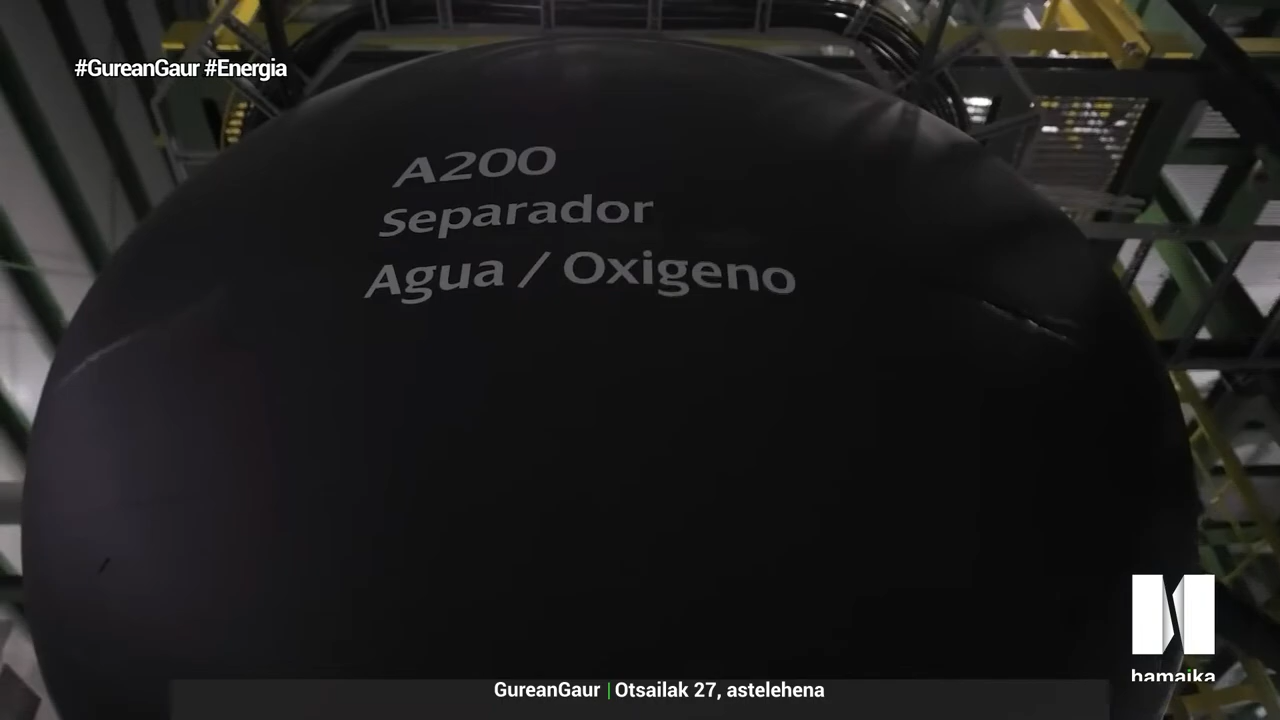 #GureanGaur #Energia
A200
Separador
Agua / Oxigeno
hamaika
GureanGaur | Otsailak 27, astelehena